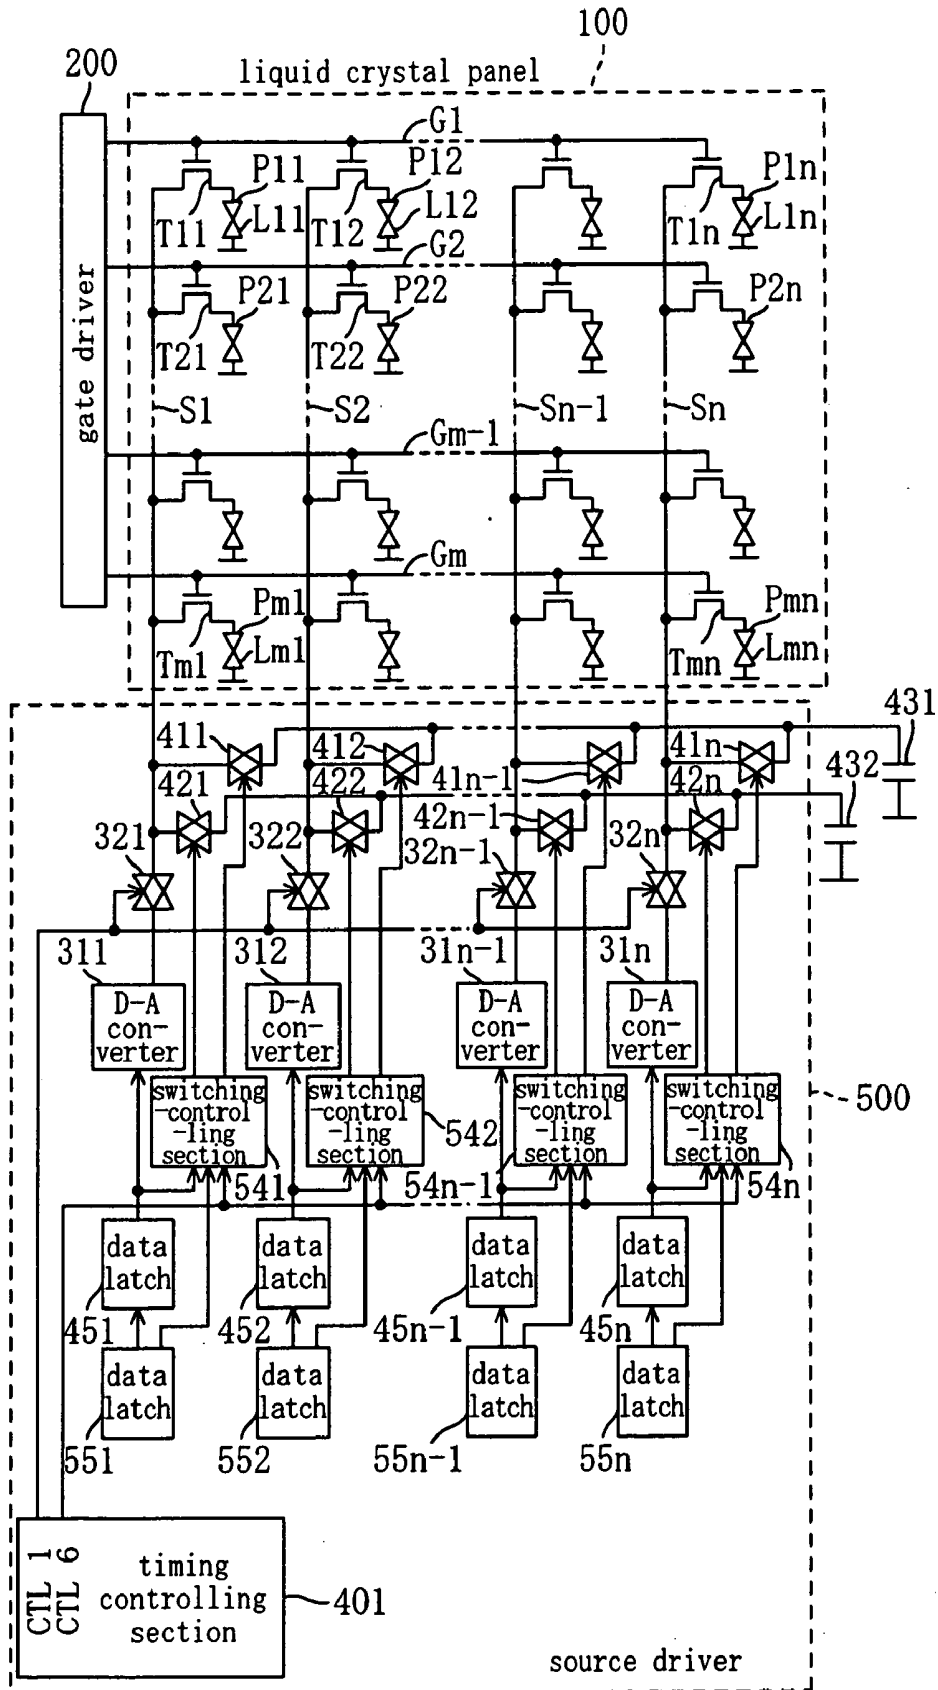 100
200
liquid crystal panel
G1
P11
P12
P1n
L11
L12
L1n
T11
T12
T1n
G2
P21
P22
P2n
T21
T22
gate driver
S1
S2
Sn-1
Sn
Gm-1
Gm
Pm1
Pmn
Lm1
Lmn
Tm1
Tmn
411
412
41n-1
41n
431
421
422
42n-1
42n
432
321
322
32n-1
32n
311
312
31n-1
31n
D-A
con-
verter
D-A
con-
verter
D-A
con-
verter
D-A
con-
verter
switching
-control
-ling
section
switching
-control
-ling
section
switching
-control
-ling
section
switching
-control
-ling
section
500
541
542
54n-1
54n
data
latch
data
latch
data
latch
data
latch
451
452
45n-1
45n
data
latch
data
latch
data
latch
data
latch
551
552
55n-1
55n
CTL 1
CTL 6
timing
controlling
section
401
source driver